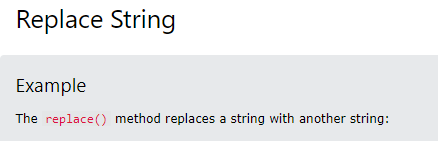 Replace String
Example
The replace() method replaces a string with another string: